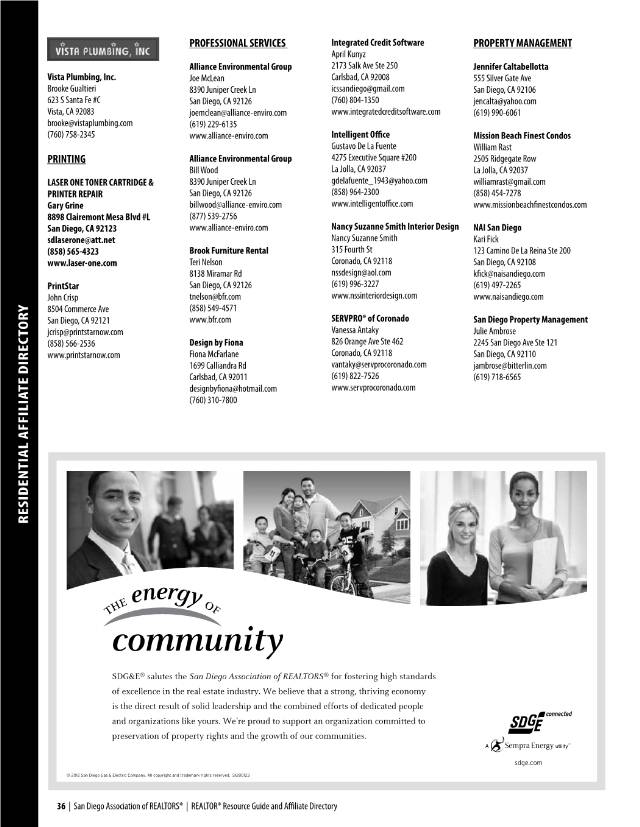 VISTA PLUMBING, INC
Vista Plumbing, Inc.
Brooke Gualtieri
623 S Santa Fe #C
Vista, CA 92083
brooke@vistaplumbing.com
(760) 758-2345
PRINTING
LASER ONE TONER CARTRIDGE &
PRINTER REPAIR
Gary Grine
8898 Clairemont Mesa Blvd #L
San Diego, CA 92123
sdlaserone@att.net
(858) 565-4323
www.laser-one.com
PrintStar
John Crisp
8504 Commerce Ave
San Diego, CA 92121
jcrisp@printstarnow.com
(858) 566-2536
www.printstarnow.com
PROFESSIONAL SERVICES
Alliance Environmental Group
Joe McLean
8390 Juniper Creek Ln
San Diego, CA 92126
joemclean@alliance-enviro.com
(619) 229-6135
www.alliance-enviro.com
Alliance Environmental Group
Bill Wood
8390 Juniper Creek Ln
San Diego, CA 92126
billwood@alliance-enviro.com
(877) 539-2756
www.alliance-enviro.com
Brook Furniture Rental
Teri Nelson
8138 Miramar Rd
San Diego, CA 92126
tnelson@bfr.com
(858) 549-4571
www.bfr.com
Design by Fiona
Fiona McFarlane
1699 Calliandra Rd
Carlsbad, CA 92011
designbyfiona@hotmail.com
(760) 310-7800
Integrated Credit Software
April Kunyz
2173 Salk Ave Ste 250
Carlsbad, CA 92008
icssandiego@gmail.com
(760) 804-1350
www.integratedcreditsoftware.com
Intelligent Office
Gustavo De La Fuente
4275 Executive Square #200
La Jolla, CA 92037
gdelafuente_1943@yahoo.com
(858) 964-2300
www.intelligentoffice.com
Nancy Suzanne Smith Interior Design
Nancy Suzanne Smith
315 Fourth St
Coronado, CA 92118
nssdesign@aol.com
(619) 996-3227
www.nssinteriordesign.com
SERVPRO® of Coronado
Vanessa Antaky
826 Orange Ave Ste 462
Coronado, CA 92118
vantaky@servprocoronado.com
(619) 822-7526
www.servprocoronado.com
PROPERTY MANAGEMENT
Jennifer Caltabellotta
555 Silver Gate Ave
San Diego, CA 92106
jencalta@yahoo.com
(619) 990-6061
Mission Beach Finest Condos
William Rast
2505 Ridgegate Row
La Jolla, CA 92037
williamrast@gmail.com
(858) 454-7278
www.missionbeachfinestcondos.com
NAI San Diego
Kari Fick
123 Camino De La Reina Ste 200
San Diego, CA 92108
kfick@naisandiego.com
(619) 497-2265
www.naisandiego.com
San Diego Property Management
Julie Ambrose
2245 San Diego Ave Ste 121
San Diego, CA 92110
jambrose@bitterlin.com
(619) 718-6565
RESIDENTIAL AFFILIATE DIRECTORY
THE energy OF
community
SDG&E® salutes the San Diego Association of REALTORS® for fostering high standards
of excellence in the real estate industry. We believe that a strong, thriving economy
is the direct result of solid leadership and the combined efforts of dedicated people
and organizations like yours. We're proud to support an organization committed to
preservation of property rights and the growth of our communities.
SDGE connected
A Sempra Energy utility
sdge.com
San Diego Gas & Electric Company. All copyright and trademark rights reserved.
36 | San Diego Association of REALTORS® | REALTOR® Resource Guide and Affiliate Directory